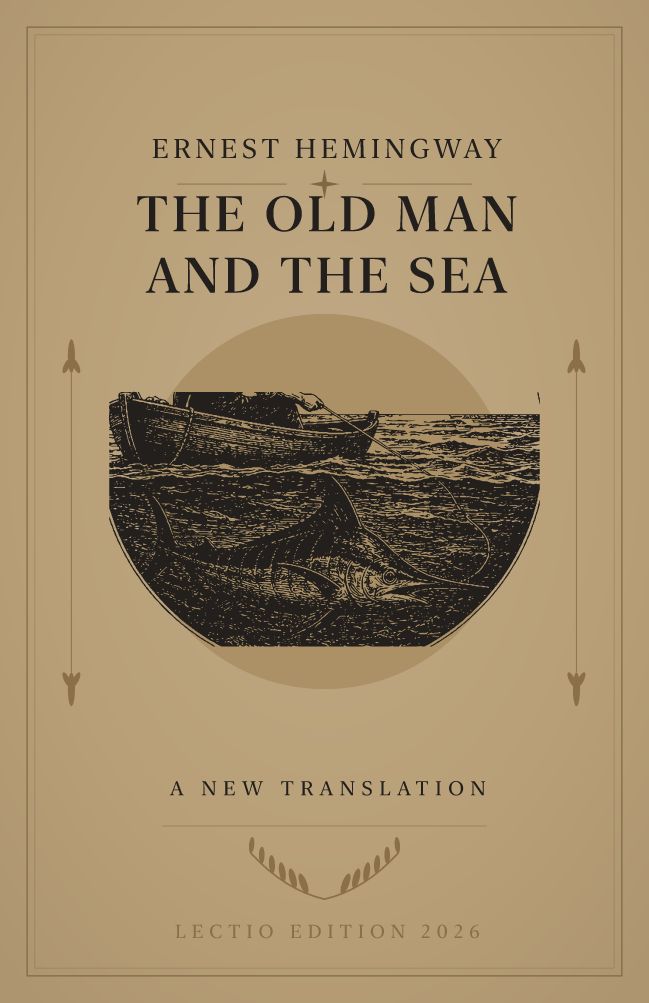 ERNEST HEMINGWAY
THE OLD MAN
AND THE SEA
A NEW TRANSLATION
LECTIO EDITION 2026